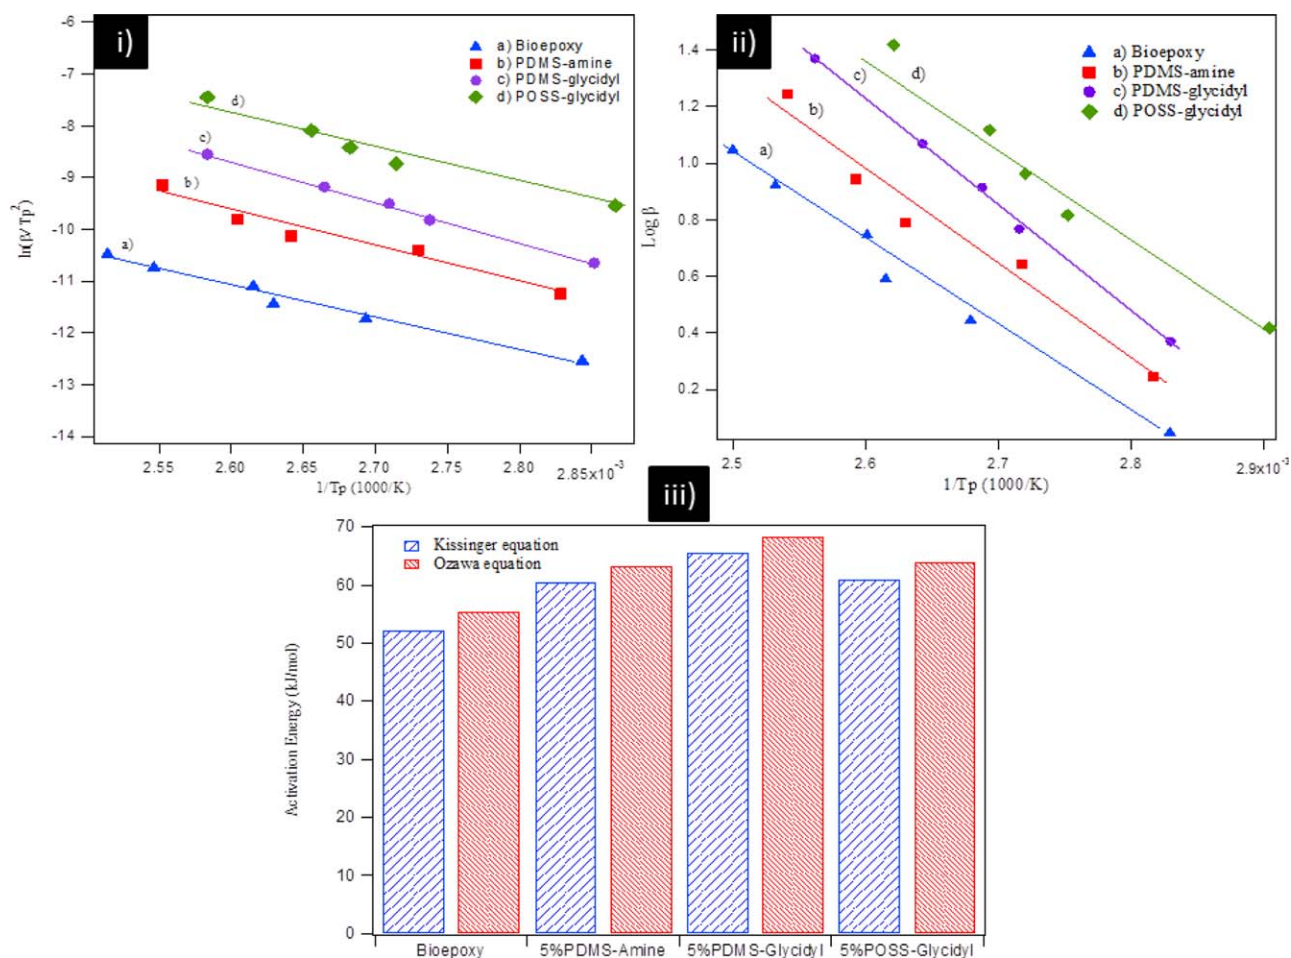 i)
-6
-7
-8
-9
-10
-11
-12
-13
-14
ln(β/Tp²)
a) Bioepoxy
b) PDMS-amine
c) PDMS-glycidyl
d) POSS-glycidyl
d)
c)
b)
a)
2.55
2.60
2.65
2.70
2.75
2.80
2.85x10⁻³
1/Tp (1000/K)
ii)
1.4
1.2
1.0
0.8
0.6
0.4
0.2
Log β
a) Bioepoxy
b) PDMS-amine
c) PDMS-glycidyl
d) POSS-glycidyl
c)
d)
b)
a)
2.5
2.6
2.7
2.8
2.9x10⁻³
1/Tp (1000/K)
iii)
70
60
50
40
30
20
10
0
Activation Energy (kJ/mol)
Kissinger equation
Ozawa equation
Bioepoxy
5%PDMS-Amine
5%PDMS-Glycidyl
5%POSS-Glycidyl